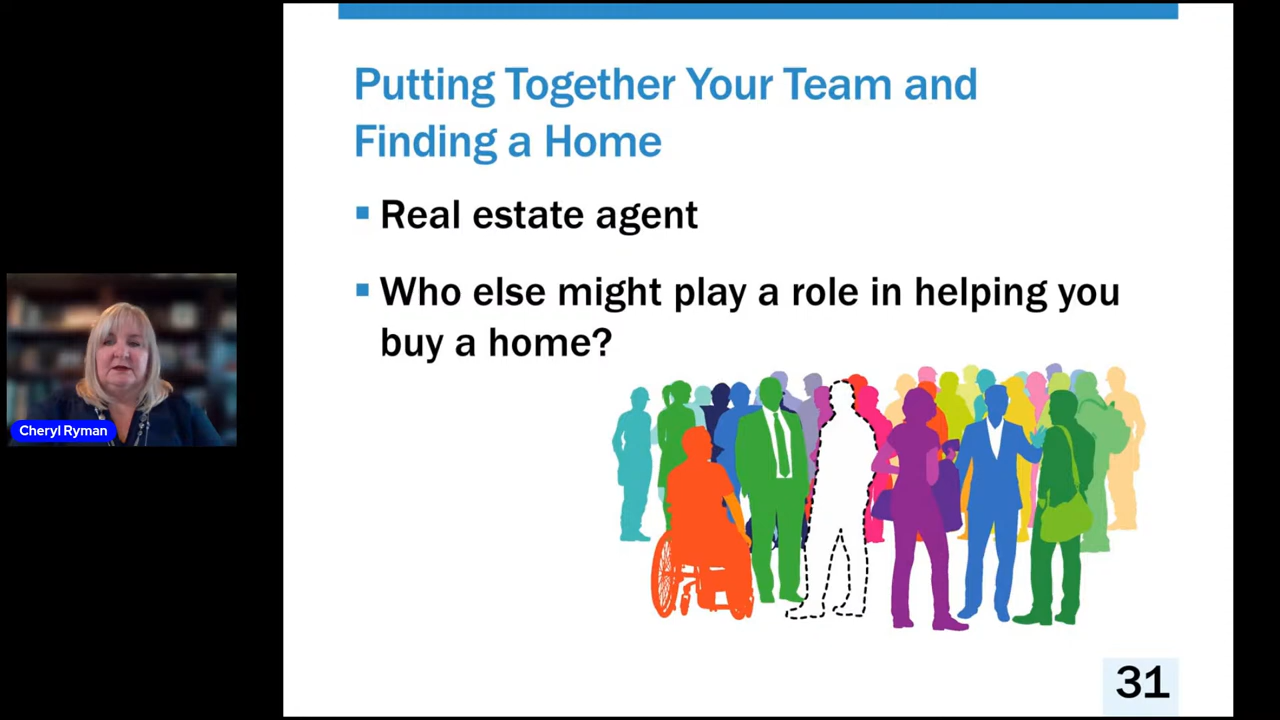 Putting Together Your Team and
Finding a Home
▪ Real estate agent
▪ Who else might play a role in helping you
buy a home?
Cheryl Ryman
31